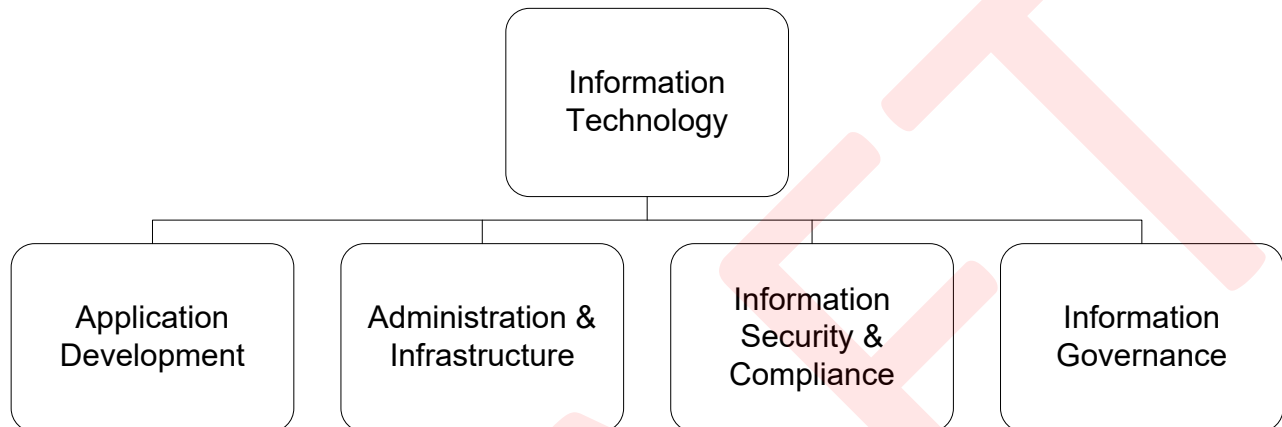 Information
Technology
Application
Development
Administration &
Infrastructure
Information
Security &
Compliance
Information
Governance